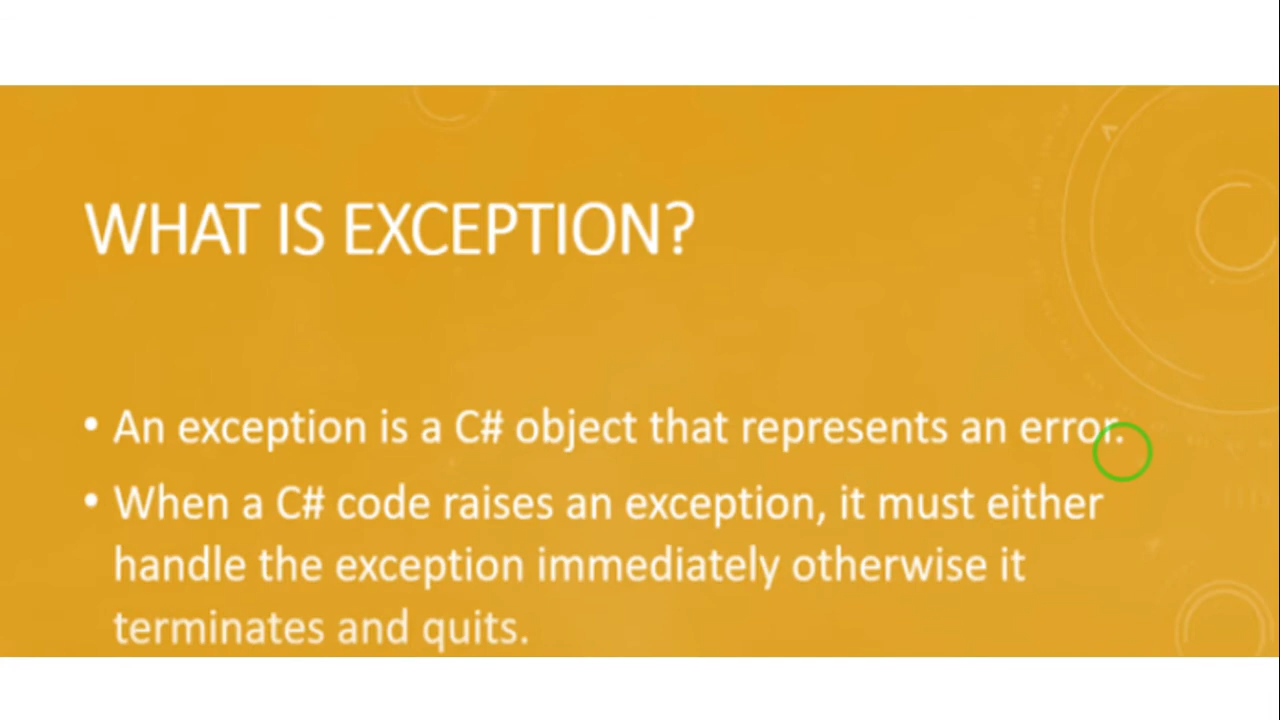 WHAT IS EXCEPTION?
• An exception is a C# object that represents an error.
• When a C# code raises an exception, it must either
handle the exception immediately otherwise it
terminates and quits.